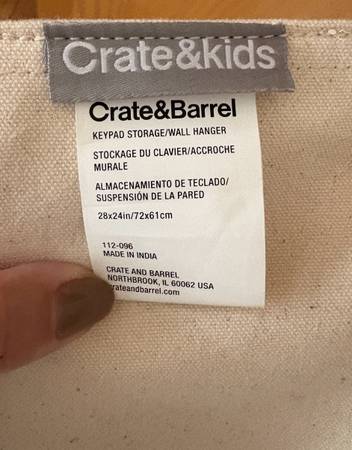 Crate&kids
Crate&Barrel
KEYPAD STORAGE/WALL HANGER
STOCKAGE DU CLAVIER/ACCROCHE
MURALE
ALMACENAMIENTO DE TECLADO/
SUSPENSIÓN DE LA PARED
28x24in/72x61cm
112-096
MADE IN INDIA
CRATE AND BARREL
NORTHBROOK, IL 60062 USA
rateandbarrel.com